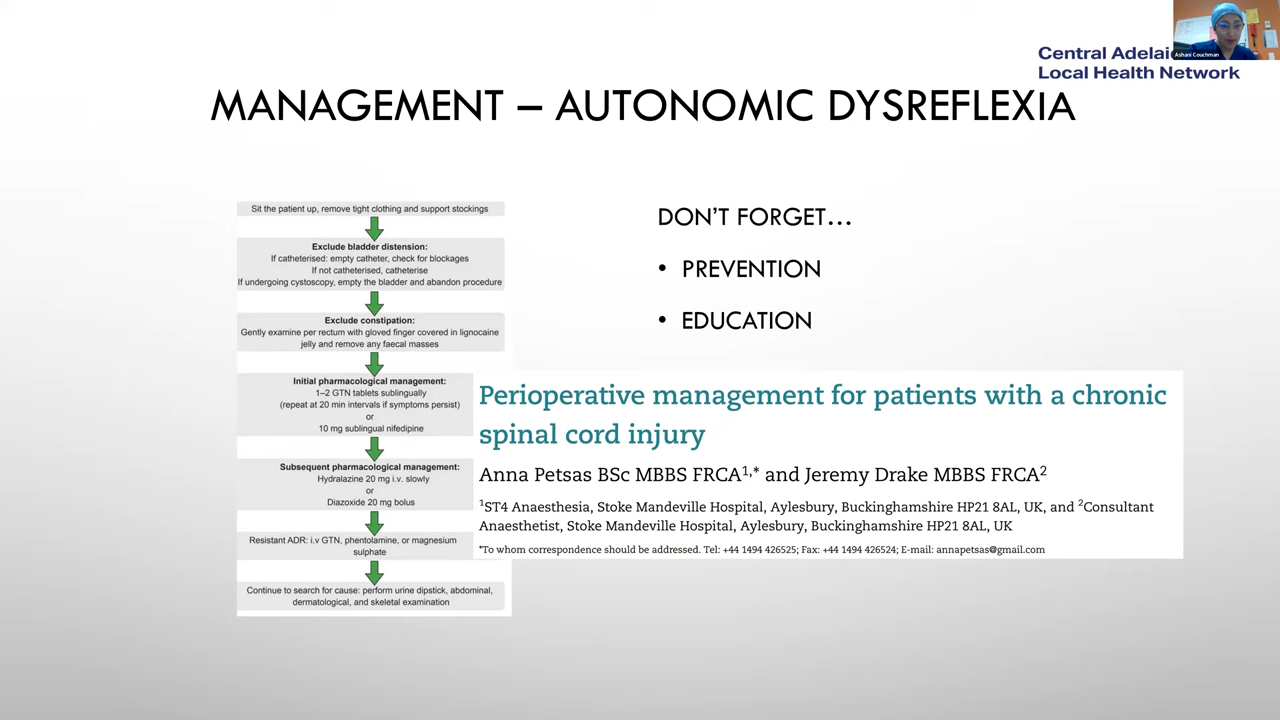 Central Adelaid
Local Health Network
Ashani Couchman
MANAGEMENT – AUTONOMIC DYSREFLEXIA
Sit the patient up, remove tight clothing and support stockings
Exclude bladder distension:
If catheterised: empty catheter, check for blockages
If not catheterised, catheterise
If undergoing cystoscopy, empty the bladder and abandon procedure
Exclude constipation:
Gently examine per rectum with gloved finger covered in lignocaine
jelly and remove any faecal masses
Initial pharmacological management:
1–2 GTN tablets sublingually
(repeat at 20 min intervals if symptoms persist)
or
10 mg sublingual nifedipine
Subsequent pharmacological management:
Hydralazine 20 mg i.v. slowly
or
Diazoxide 20 mg bolus
Resistant ADR: i.v GTN, phentolamine, or magnesium
sulphate
Continue to search for cause: perform urine dipstick, abdominal,
dermatological, and skeletal examination
DON'T FORGET…
• PREVENTION
• EDUCATION
Perioperative management for patients with a chronic
spinal cord injury
Anna Petsas BSc MBBS FRCA1,* and Jeremy Drake MBBS FRCA2
1ST4 Anaesthesia, Stoke Mandeville Hospital, Aylesbury, Buckinghamshire HP21 8AL, UK, and 2Consultant
Anaesthetist, Stoke Mandeville Hospital, Aylesbury, Buckinghamshire HP21 8AL, UK
*To whom correspondence should be addressed. Tel: +44 1494 426525; Fax: +44 1494 426524; E-mail: annapetsas@gmail.com